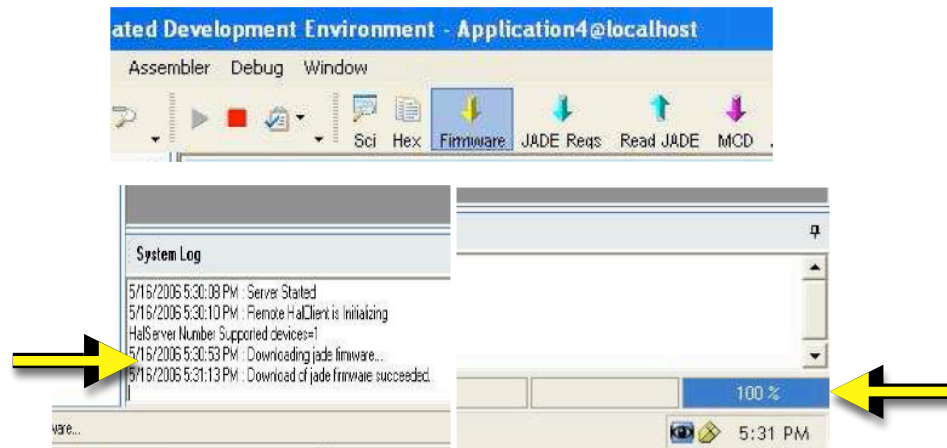 ated Development Environment - Application4@localhost
Assembler Debug Window
Sci Hex Firmware JADE Regs Read JADE MCD
System Log
5/16/2006 5:30:08 PM : Server Started
5/16/2006 5:30:10 PM : Remote HalClient is Initializing
HalServer Number Supported devices=1
5/16/2006 5:30:53 PM : Downloading jade firmware...
5/16/2006 5:31:13 PM : Download of jade firmware succeeded.
100 %
ware...
5:31 PM